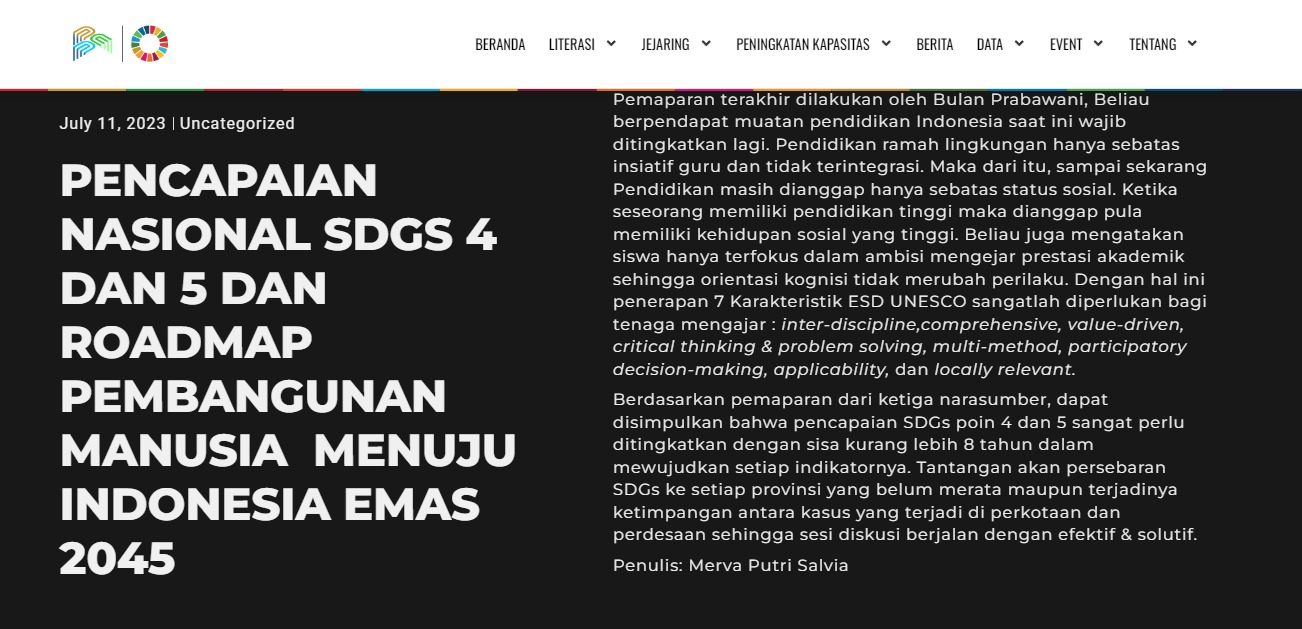 BERANDA LITERASI JEJARING PENINGKATAN KAPASITAS BERITA DATA EVENT TENTANG
July 11, 2023 | Uncategorized
PENCAPAIAN
NASIONAL SDGS 4
DAN 5 DAN
ROADMAP
PEMBANGUNAN
MANUSIA  MENUJU
INDONESIA EMAS
2045
Pemaparan terakhir dilakukan oleh Bulan Prabawani, Beliau
berpendapat muatan pendidikan Indonesia saat ini wajib
ditingkatkan lagi. Pendidikan ramah lingkungan hanya sebatas
insiatif guru dan tidak terintegrasi. Maka dari itu, sampai sekarang
Pendidikan masih dianggap hanya sebatas status sosial. Ketika
seseorang memiliki pendidikan tinggi maka dianggap pula
memiliki kehidupan sosial yang tinggi. Beliau juga mengatakan
siswa hanya terfokus dalam ambisi mengejar prestasi akademik
sehingga orientasi kognisi tidak merubah perilaku. Dengan hal ini
penerapan 7 Karakteristik ESD UNESCO sangatlah diperlukan bagi
tenaga mengajar : inter-discipline,comprehensive, value-driven,
critical thinking & problem solving, multi-method, participatory
decision-making, applicability, dan locally relevant.
Berdasarkan pemaparan dari ketiga narasumber, dapat
disimpulkan bahwa pencapaian SDGs poin 4 dan 5 sangat perlu
ditingkatkan dengan sisa kurang lebih 8 tahun dalam
mewujudkan setiap indikatornya. Tantangan akan persebaran
SDGs ke setiap provinsi yang belum merata maupun terjadinya
ketimpangan antara kasus yang terjadi di perkotaan dan
perdesaan sehingga sesi diskusi berjalan dengan efektif & solutif.
Penulis: Merva Putri Salvia